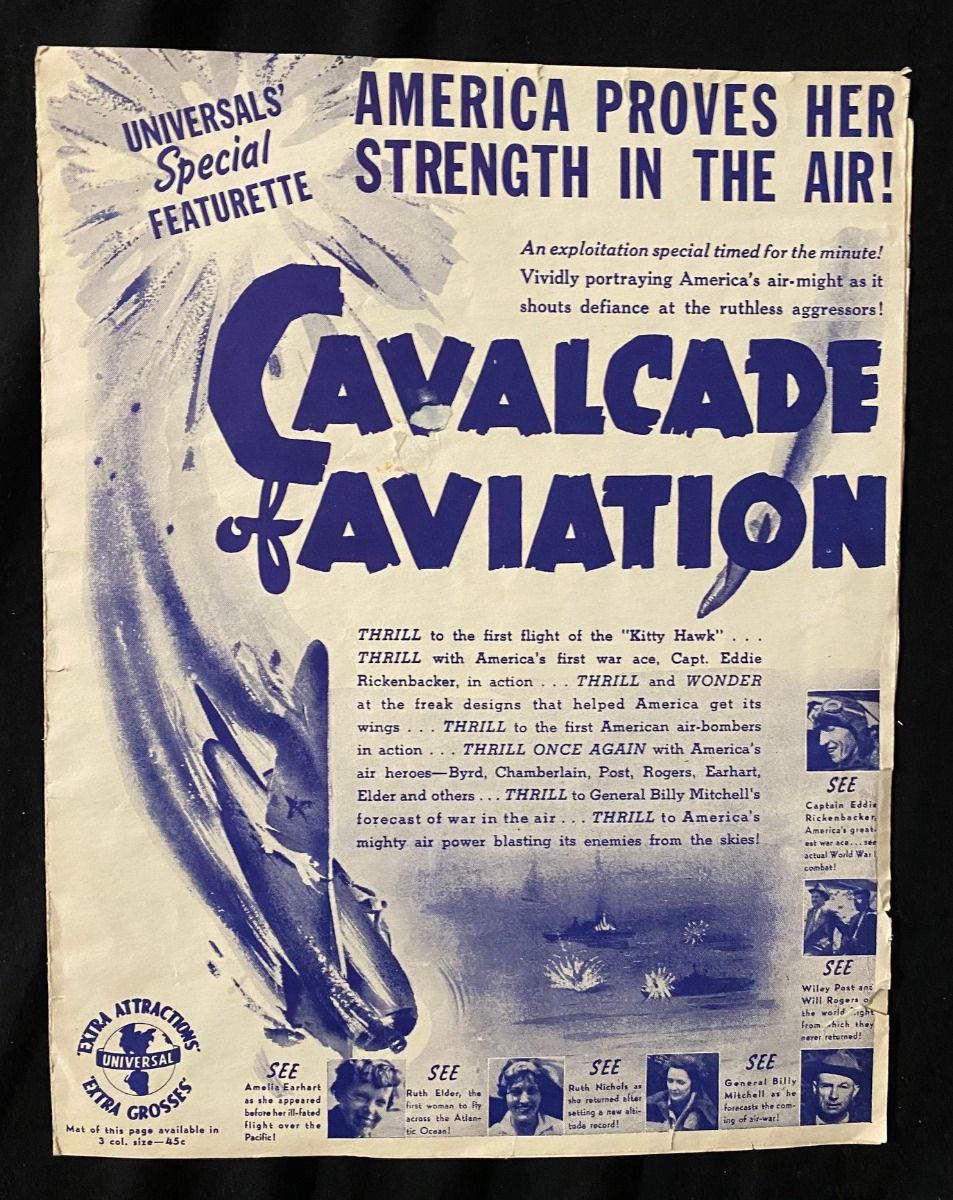 UNIVERSALS'
Special
FEATURETTE
AMERICA PROVES HER
STRENGTH IN THE AIR!
An exploitation special timed for the minute!
Vividly portraying America's air-might as it
shouts defiance at the ruthless aggressors!
CAVALCADE
of AVIATION
THRILL to the first flight of the "Kitty Hawk" . . .
THRILL with America's first war ace, Capt. Eddie
Rickenbacker, in action . . . THRILL and WONDER
at the freak designs that helped America get its
wings . . . THRILL to the first American air-bombers
in action . . . THRILL ONCE AGAIN with America's
air heroes—Byrd, Chamberlain, Post, Rogers, Earhart,
Elder and others . . . THRILL to General Billy Mitchell's
forecast of war in the air . . . THRILL to America's
mighty air power blasting its enemies from the skies!
SEE
Captain Eddie
Rickenbacker,
America's great-
est war ace . . . see
actual World War I
combat!
SEE
Wiley Post and
Will Rogers
the world
from which they
never returned!
"EXTRA ATTRACTIONS"
UNIVERSAL
"EXTRA GROSSES"
Mat of this page available in
3 col. size—45c
SEE
Amelia Earhart
as she appeared
before her ill-fated
flight over the
Pacific!
SEE
Ruth Elder, the
first woman to fly
across the Atlan-
tic Ocean!
SEE
Ruth Nichols as
she returned after
setting a new alti-
tude record!
SEE
General Billy
Mitchell as he
forecasts the com-
ing of air-war!